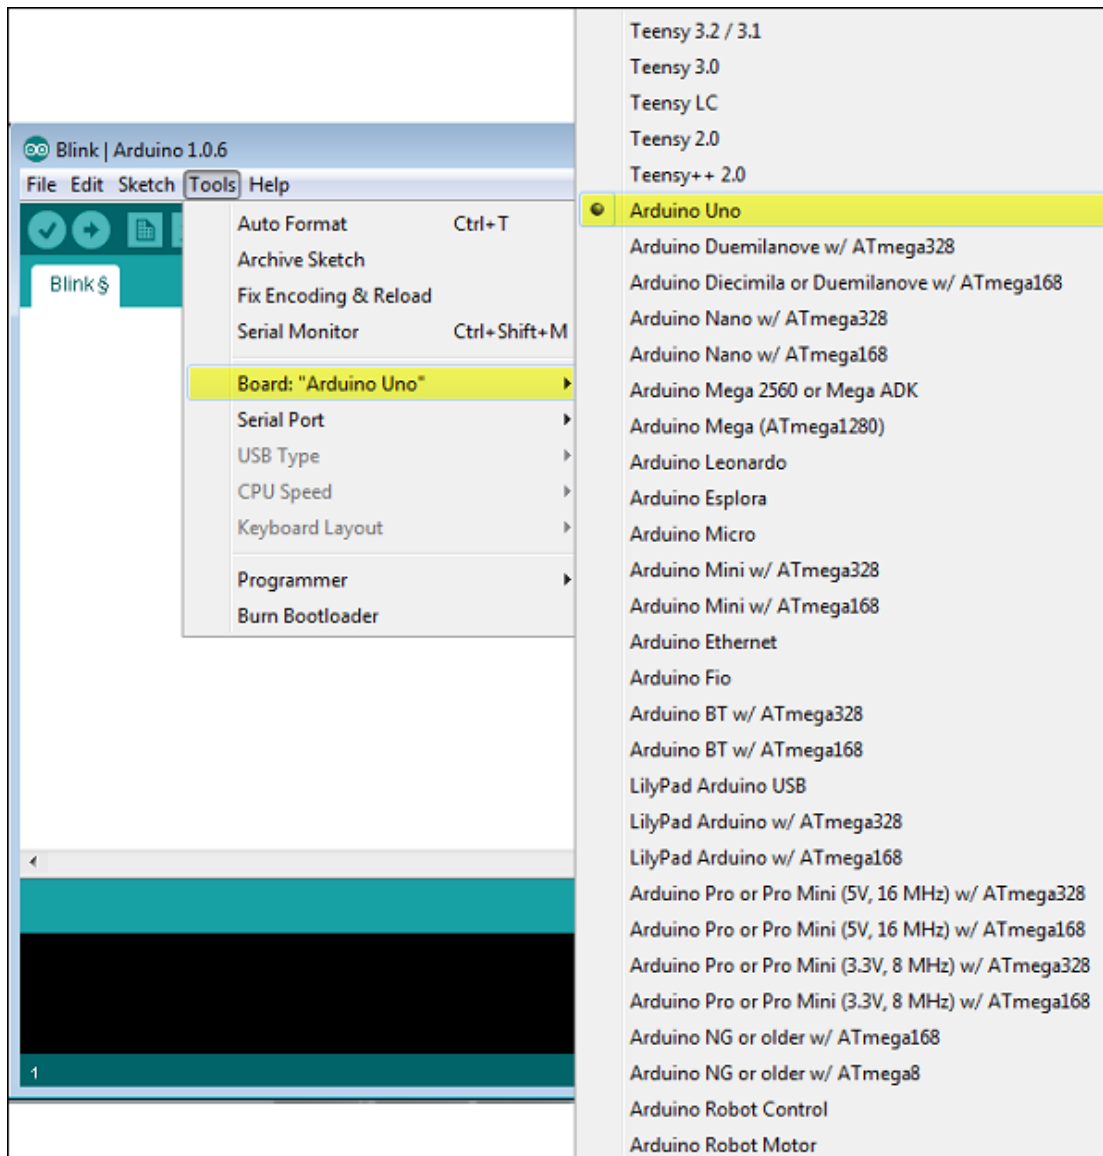 Blink | Arduino 1.0.6
File Edit Sketch Tools Help
Blink§
Auto Format Ctrl+T
Archive Sketch
Fix Encoding & Reload
Serial Monitor Ctrl+Shift+M
Board: "Arduino Uno"
Serial Port
USB Type
CPU Speed
Keyboard Layout
Programmer
Burn Bootloader
1
Teensy 3.2 / 3.1
Teensy 3.0
Teensy LC
Teensy 2.0
Teensy++ 2.0
Arduino Uno
Arduino Duemilanove w/ ATmega328
Arduino Diecimila or Duemilanove w/ ATmega168
Arduino Nano w/ ATmega328
Arduino Nano w/ ATmega168
Arduino Mega 2560 or Mega ADK
Arduino Mega (ATmega1280)
Arduino Leonardo
Arduino Esplora
Arduino Micro
Arduino Mini w/ ATmega328
Arduino Mini w/ ATmega168
Arduino Ethernet
Arduino Fio
Arduino BT w/ ATmega328
Arduino BT w/ ATmega168
LilyPad Arduino USB
LilyPad Arduino w/ ATmega328
LilyPad Arduino w/ ATmega168
Arduino Pro or Pro Mini (5V, 16 MHz) w/ ATmega328
Arduino Pro or Pro Mini (5V, 16 MHz) w/ ATmega168
Arduino Pro or Pro Mini (3.3V, 8 MHz) w/ ATmega328
Arduino Pro or Pro Mini (3.3V, 8 MHz) w/ ATmega168
Arduino NG or older w/ ATmega168
Arduino NG or older w/ ATmega8
Arduino Robot Control
Arduino Robot Motor